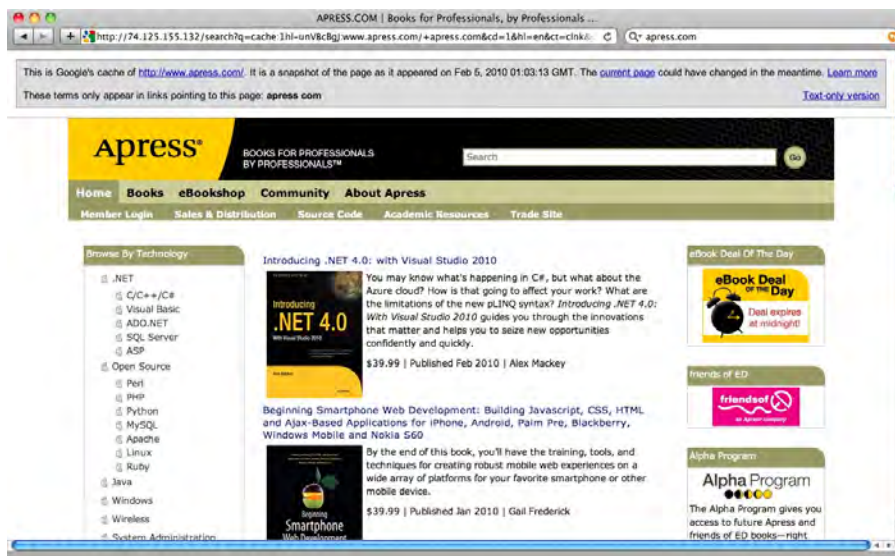 APRESS.COM | Books for Professionals, by Professionals ...
http://74.125.155.132/search?q=cache:1hl-unVBcBgJ:www.apress.com/+apress.com&cd=1&hl=en&ct=clnk&
apress.com
This is Google's cache of http://www.apress.com/. It is a snapshot of the page as it appeared on Feb 5, 2010 01:03:13 GMT. The current page could have changed in the meantime. Learn more
These terms only appear in links pointing to this page: apress com
Text-only version
Apress®
BOOKS FOR PROFESSIONALS
BY PROFESSIONALS™
Search
Go
Home Books eBookshop Community About Apress
Member Login Sales & Distribution Source Code Academic Resources Trade Site
Browse By Technology
.NET
C/C++/C#
Visual Basic
ADO.NET
SQL Server
ASP
Open Source
Perl
PHP
Python
MySQL
Apache
Linux
Ruby
Java
Windows
Wireless
System Administration
Introducing .NET 4.0: with Visual Studio 2010
Introducing
.NET 4.0
With Visual Studio 2010
You may know what's happening in C#, but what about the
Azure cloud? How is that going to affect your work? What are
the limitations of the new pLINQ syntax? Introducing .NET 4.0:
With Visual Studio 2010 guides you through the innovations
that matter and helps you to seize new opportunities
confidently and quickly.
$39.99 | Published Feb 2010 | Alex Mackey
Beginning Smartphone Web Development: Building Javascript, CSS, HTML
and Ajax-Based Applications for iPhone, Android, Palm Pre, Blackberry,
Windows Mobile and Nokia S60
Beginning
Smartphone
Web Development
By the end of this book, you'll have the training, tools, and
techniques for creating robust mobile web experiences on a
wide array of platforms for your favorite smartphone or other
mobile device.
$39.99 | Published Jan 2010 | Gail Frederick
eBook Deal Of The Day
eBook Deal
OF THE Day
Deal expires
at midnight!
friends of ED
friendsof
an Apress company
Alpha Program
Alpha Program
The Alpha Program gives you
access to future Apress and
friends of ED books—right